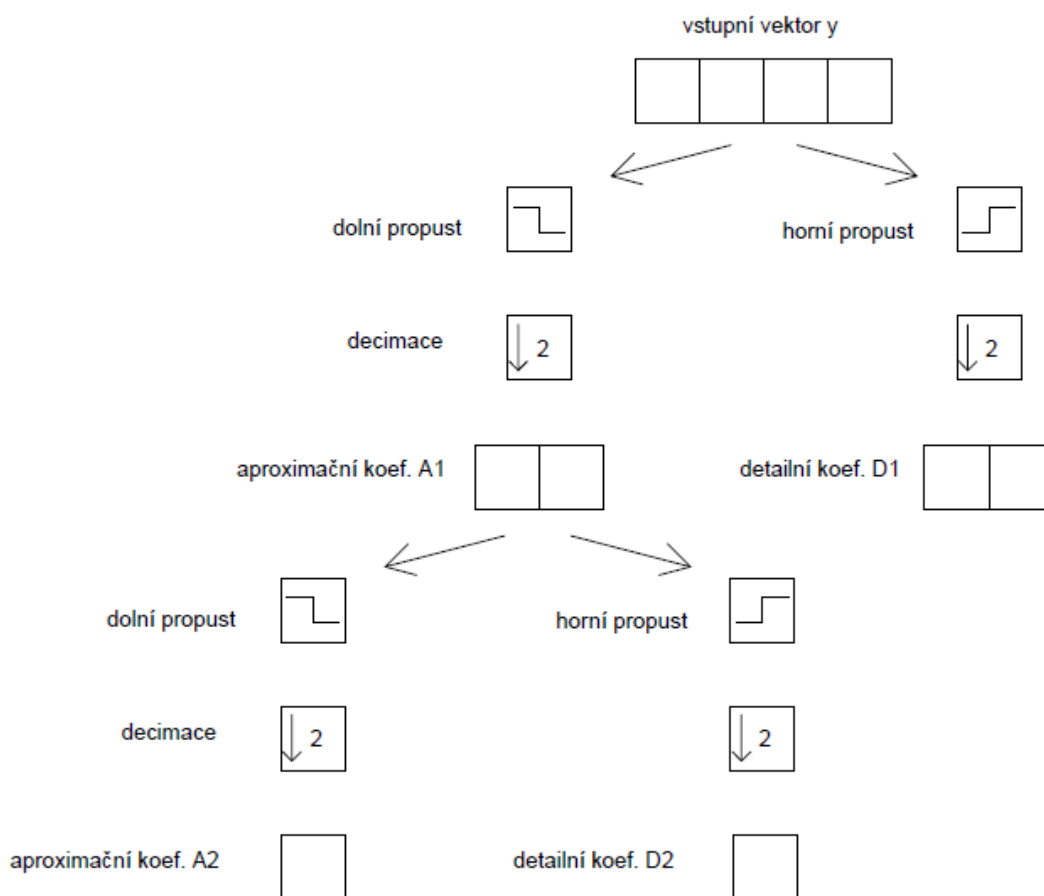 vstupní vektor y
dolní propust
horní propust
decimace
2
2
aproximační koef. A1
detailní koef. D1
dolní propust
horní propust
decimace
2
2
aproximační koef. A2
detailní koef. D2